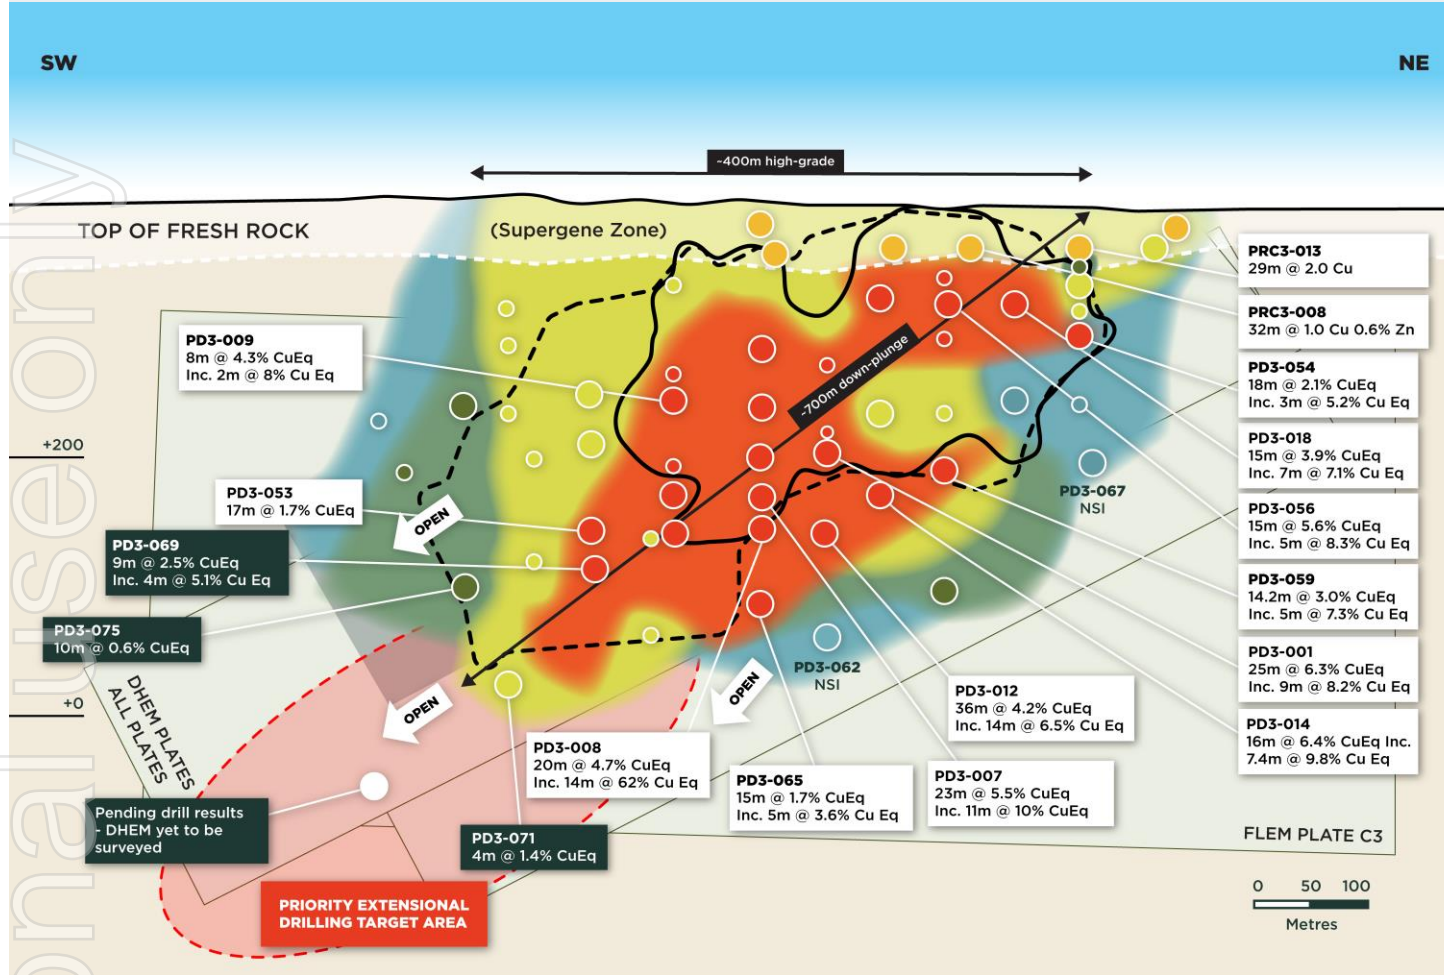 SW
NE
~400m high-grade
TOP OF FRESH ROCK
(Supergene Zone)
PRC3-013
29m @ 2.0 Cu
PRC3-008
32m @ 1.0 Cu 0.6% Zn
PD3-009
8m @ 4.3% CuEq
Inc. 2m @ 8% Cu Eq
~700m down-plunge
PD3-054
18m @ 2.1% CuEq
Inc. 3m @ 5.2% Cu Eq
+200
PD3-018
15m @ 3.9% CuEq
Inc. 7m @ 7.1% Cu Eq
PD3-053
17m @ 1.7% CuEq
OPEN
PD3-067
NSI
PD3-056
15m @ 5.6% CuEq
Inc. 5m @ 8.3% Cu Eq
PD3-069
9m @ 2.5% CuEq
Inc. 4m @ 5.1% Cu Eq
PD3-059
14.2m @ 3.0% CuEq
Inc. 5m @ 7.3% Cu Eq
PD3-075
10m @ 0.6% CuEq
PD3-062
NSI
PD3-001
25m @ 6.3% CuEq
Inc. 9m @ 8.2% Cu Eq
+0
DHEM PLATES
ALL PLATES
OPEN
OPEN
PD3-012
36m @ 4.2% CuEq
Inc. 14m @ 6.5% Cu Eq
PD3-014
16m @ 6.4% CuEq Inc.
7.4m @ 9.8% Cu Eq
PD3-008
20m @ 4.7% CuEq
Inc. 14m @ 62% Cu Eq
PD3-065
15m @ 1.7% CuEq
Inc. 5m @ 3.6% Cu Eq
PD3-007
23m @ 5.5% CuEq
Inc. 11m @ 10% CuEq
Pending drill results
- DHEM yet to be
surveyed
PD3-071
4m @ 1.4% CuEq
FLEM PLATE C3
PRIORITY EXTENSIONAL
DRILLING TARGET AREA
0 50 100
Metres
onal use only